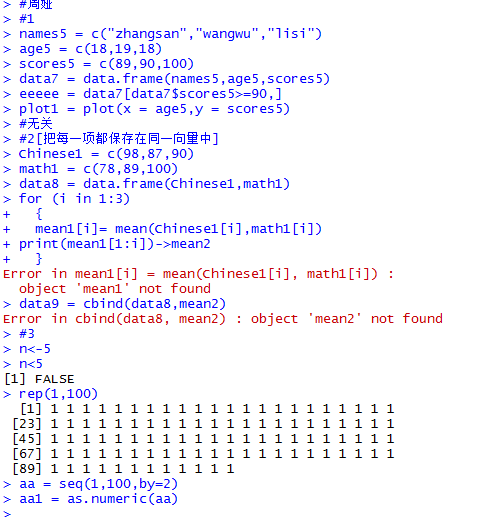 > #周娅
> #1
> names5 = c("zhangsan","wangwu","lisi")
> age5 = c(18,19,18)
> scores5 = c(89,90,100)
> data7 = data.frame(names5,age5,scores5)
> eeeee = data7[data7$scores5>=90,]
> plot1 = plot(x = age5,y = scores5)
> #无关
> #2[把每一项都保存在同一向量中]
> Chinese1 = c(98,87,90)
> math1 = c(78,89,100)
> data8 = data.frame(Chinese1,math1)
> for (i in 1:3)
+   {
+   mean1[i]= mean(Chinese1[i],math1[i])
+ print(mean1[1:i])->mean2
+   }
Error in mean1[i] = mean(Chinese1[i], math1[i]) :
  object 'mean1' not found
> data9 = cbind(data8,mean2)
Error in cbind(data8, mean2) : object 'mean2' not found
> #3
> n<-5
> n<5
[1] FALSE
> rep(1,100)
  [1] 1 1 1 1 1 1 1 1 1 1 1 1 1 1 1 1 1 1 1 1 1 1
 [23] 1 1 1 1 1 1 1 1 1 1 1 1 1 1 1 1 1 1 1 1 1 1
 [45] 1 1 1 1 1 1 1 1 1 1 1 1 1 1 1 1 1 1 1 1 1 1
 [67] 1 1 1 1 1 1 1 1 1 1 1 1 1 1 1 1 1 1 1 1 1 1
 [89] 1 1 1 1 1 1 1 1 1 1 1 1
> aa = seq(1,100,by=2)
> aa1 = as.numeric(aa)
>